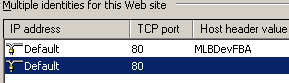 Multiple identities for this Web site
IP address TCP port Host header value
Default 80 MLBDevFBA
Default 80